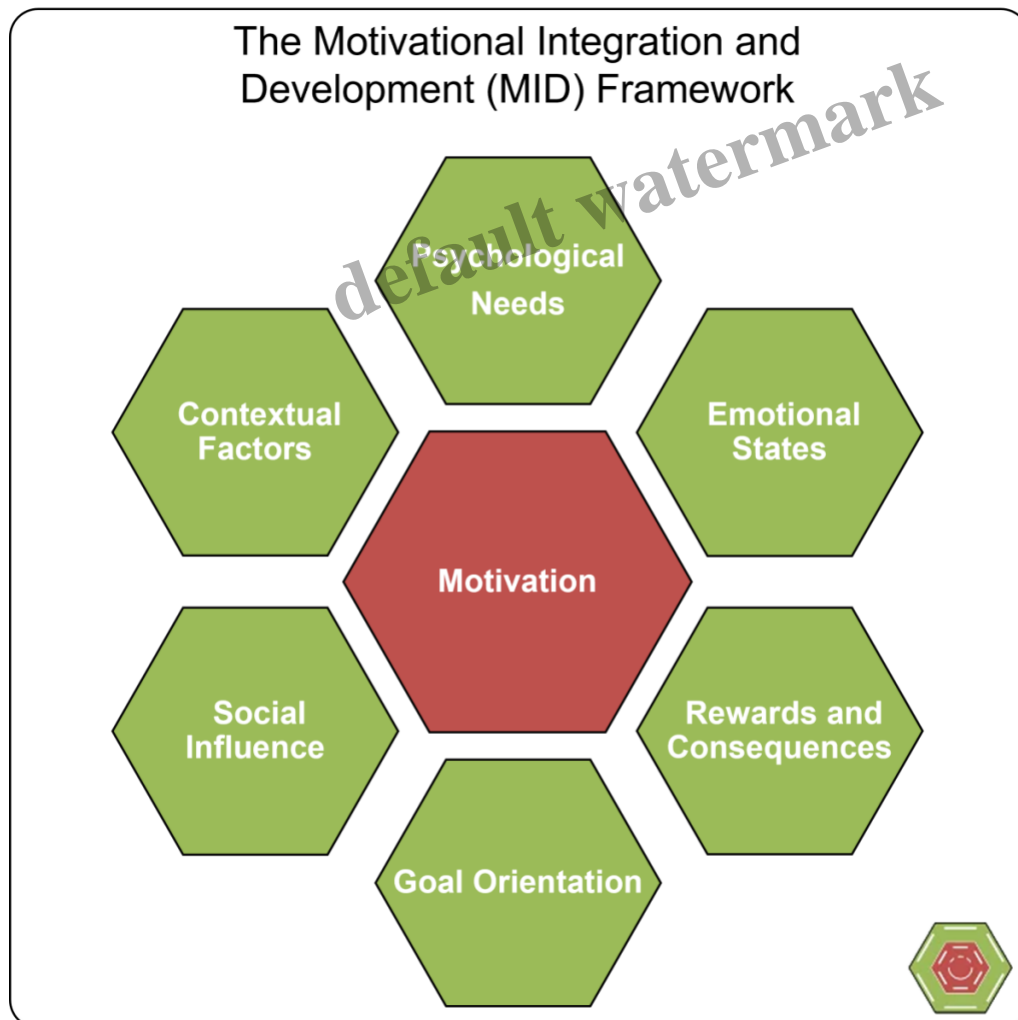 The Motivational Integration and
Development (MID) Framework
default watermark
Psychological
Needs
Contextual
Factors
Emotional
States
Motivation
Social
Influence
Rewards and
Consequences
Goal Orientation